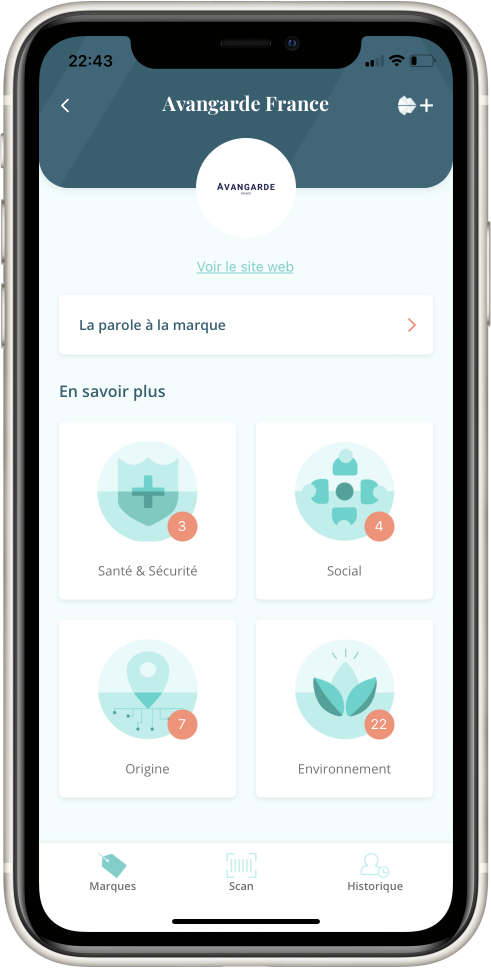 22:43
Avangarde France
AVANGARDE
FRANCE
Voir le site web
La parole à la marque
En savoir plus
3
Santé & Sécurité
4
Social
7
Origine
22
Environnement
Marques
Scan
Historique